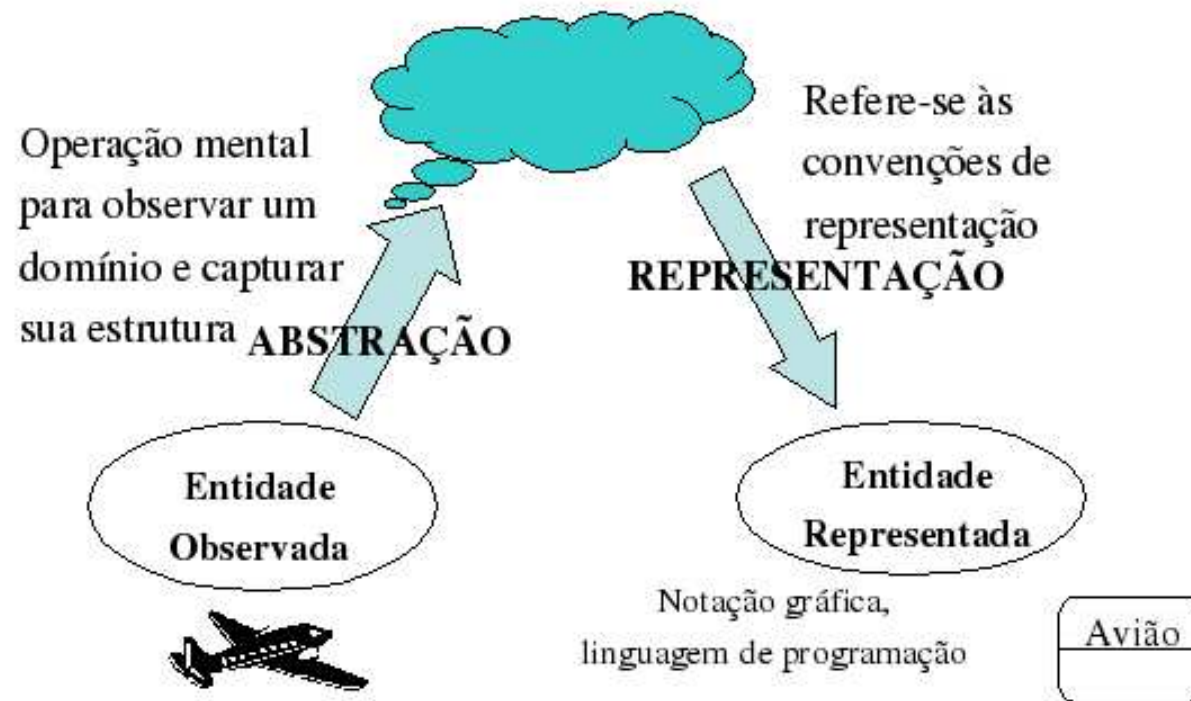 Operação mental
para observar um
domínio e capturar
sua estrutura
ABSTRAÇÃO
Refere-se às
convenções de
representação
REPRESENTAÇÃO
Entidade
Observada
Entidade
Representada
Notação gráfica,
linguagem de programação
Avião